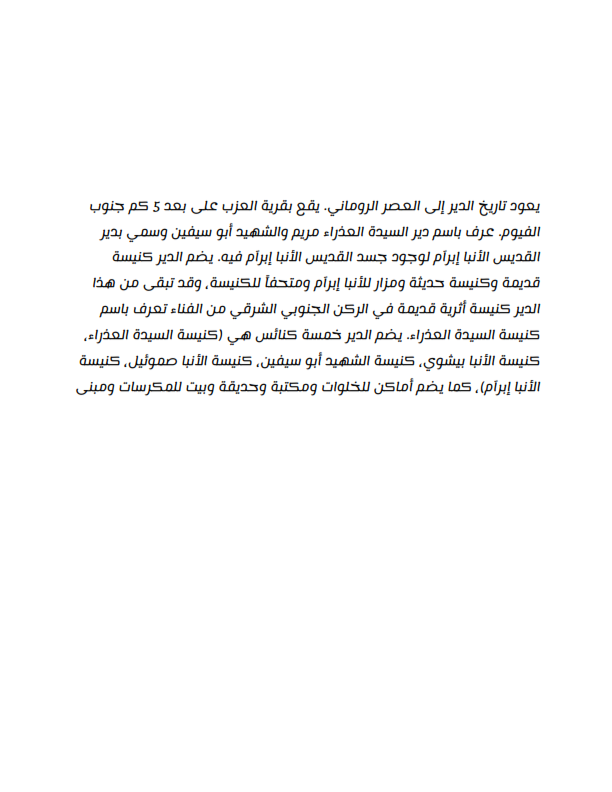 يعود تاريخ الدير إلى العصر الروماني. يقع بقرية العزب على بعد 5 كم جنوب
الفيوم. عرف باسم دير السيدة العذراء مريم والشهيد أبو سيفين وسمي بدير
القديس الأنبا إبرآم لوجود جسد القديس الأنبا إبرآم فيه. يضم الدير كنيسة
قديمة وكنيسة حديثة ومزار للأنبا إبرآم ومتحفاً للكنيسة، وقد تبقى من هذا
الدير كنيسة أثرية قديمة في الركن الجنوبي الشرقي من الفناء تعرف باسم
كنيسة السيدة العذراء. يضم الدير خمسة كنائس هي (كنيسة السيدة العذراء،
كنيسة الأنبا بيشوي، كنيسة الشهيد أبو سيفين، كنيسة الأنبا صموئيل، كنيسة
الأنبا إبرآم)، كما يضم أماكن للخلوات ومكتبة وحديقة وبيت للمكرسات ومبنى